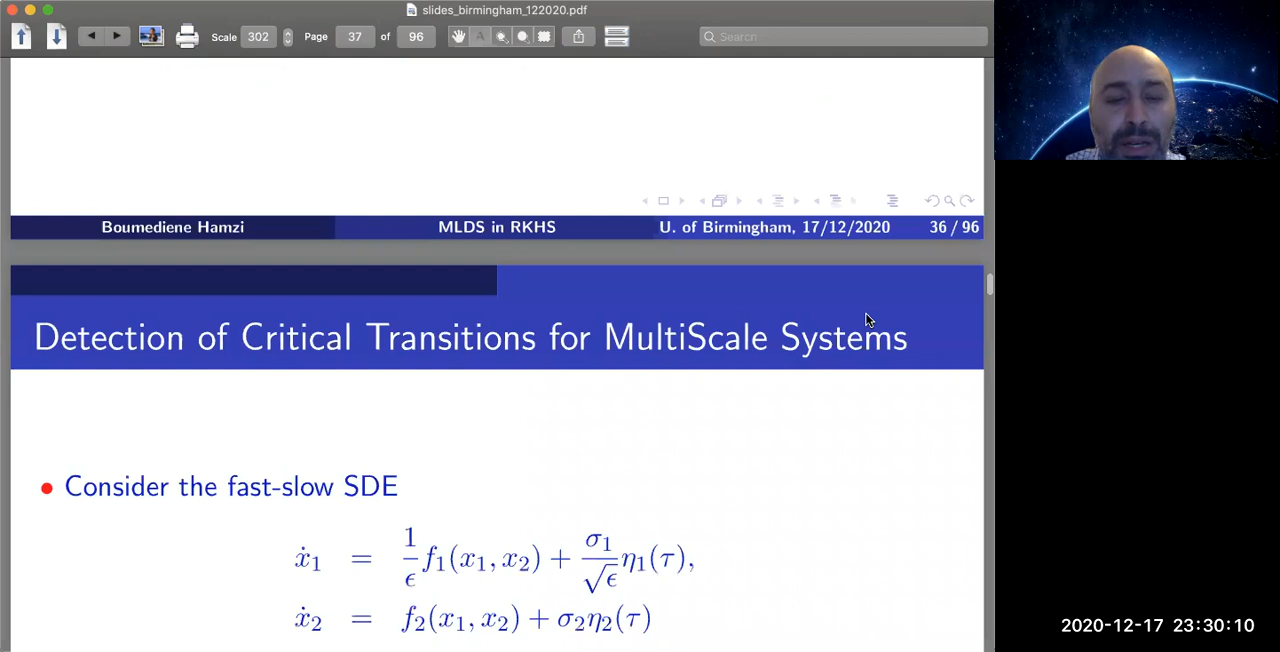 slides_birmingham_122020.pdf
Scale 302 Page 37 of 96 A Search
Boumediene Hamzi MLDS in RKHS U. of Birmingham, 17/12/2020 36 / 96
Detection of Critical Transitions for MultiScale Systems
• Consider the fast-slow SDE
ẋ₁ = 1/ϵ f₁(x₁, x₂) + σ₁/√ϵ η₁(τ),
ẋ₂ = f₂(x₁, x₂) + σ₂η₂(τ)
2020-12-17 23:30:10